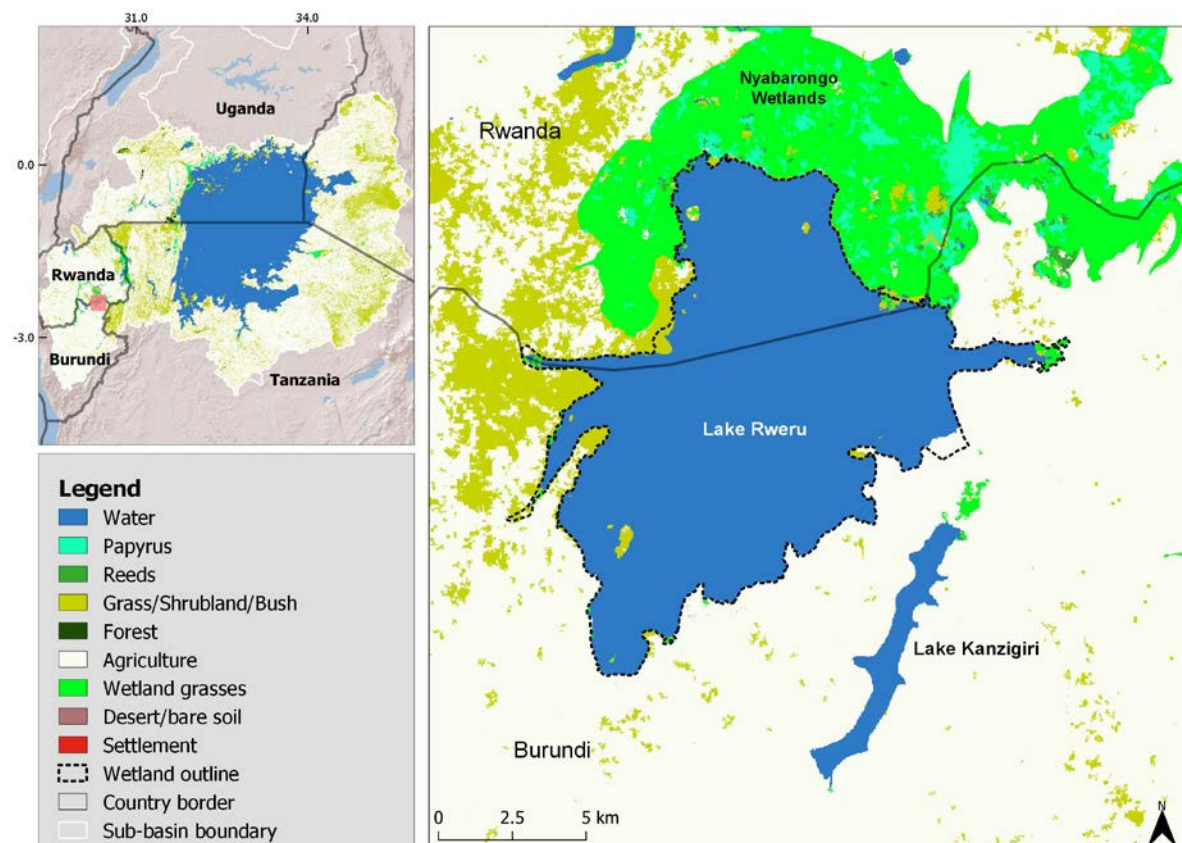 31.0
34.0
Uganda
0.0
Rwanda
-3.0
Burundi
Tanzania
Legend
Water
Papyrus
Reeds
Grass/Shrubland/Bush
Forest
Agriculture
Wetland grasses
Desert/bare soil
Settlement
Wetland outline
Country border
Sub-basin boundary
Nyabarongo
Wetlands
Rwanda
Lake Rweru
Lake Kanzigiri
Burundi
0 2.5 5 km
N